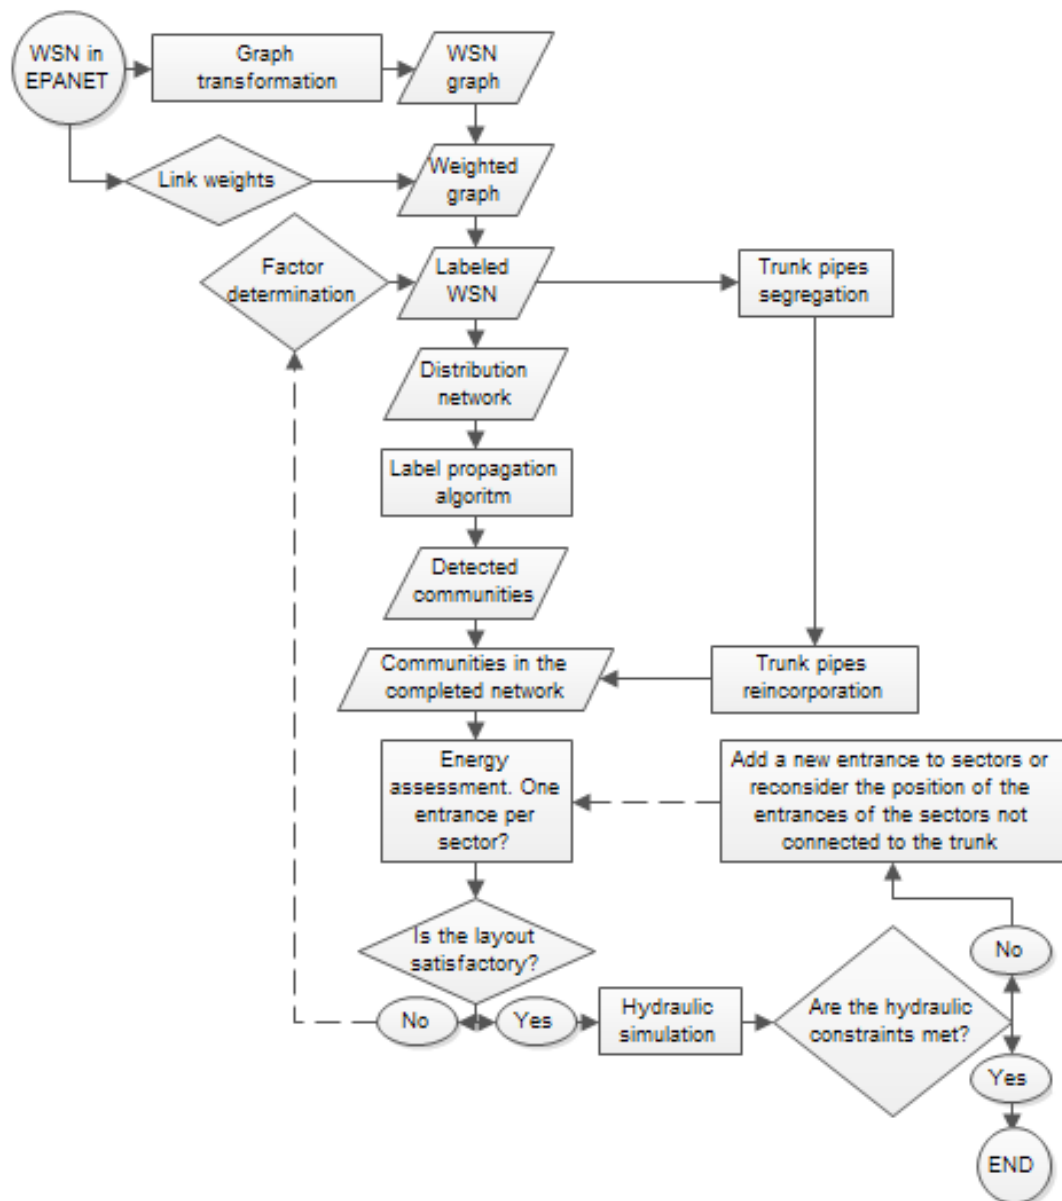 WSN in
EPANET
Graph
transformation
WSN
graph
Link weights
Weighted
graph
Factor
determination
Labeled
WSN
Trunk pipes
segregation
Distribution
network
Label propagation
algoritm
Detected
communities
Communities in the
completed network
Trunk pipes
reincorporation
Energy
assessment. One
entrance per
sector?
Add a new entrance to sectors or
reconsider the position of the
entrances of the sectors not
connected to the trunk
Is the layout
satisfactory?
No
Yes
Hydraulic
simulation
Are the hydraulic
constraints met?
No
Yes
END